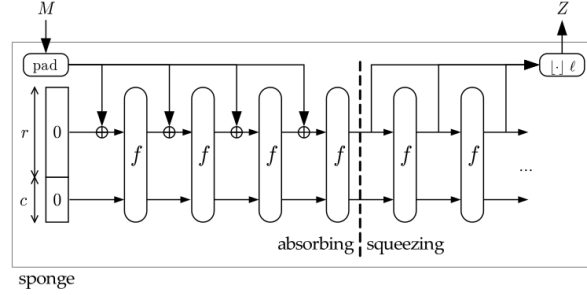 M
Z
pad
⌊·⌋ ℓ
r
0
⊕ ⊕ ⊕ ⊕
f f f f f f
c
0
...
absorbing squeezing
sponge